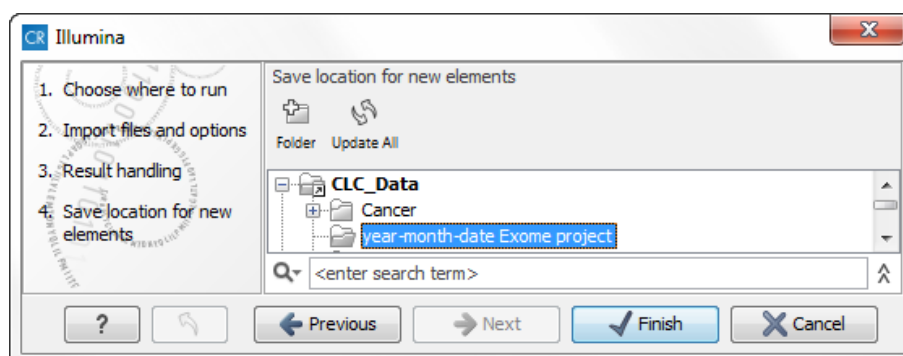 CR Illumina
X
1. Choose where to run
2. Import files and options
3. Result handling
4. Save location for new
elements
Save location for new elements
Folder Update All
CLC_Data
Cancer
year-month-date Exome project
<enter search term>
? Previous Next Finish Cancel